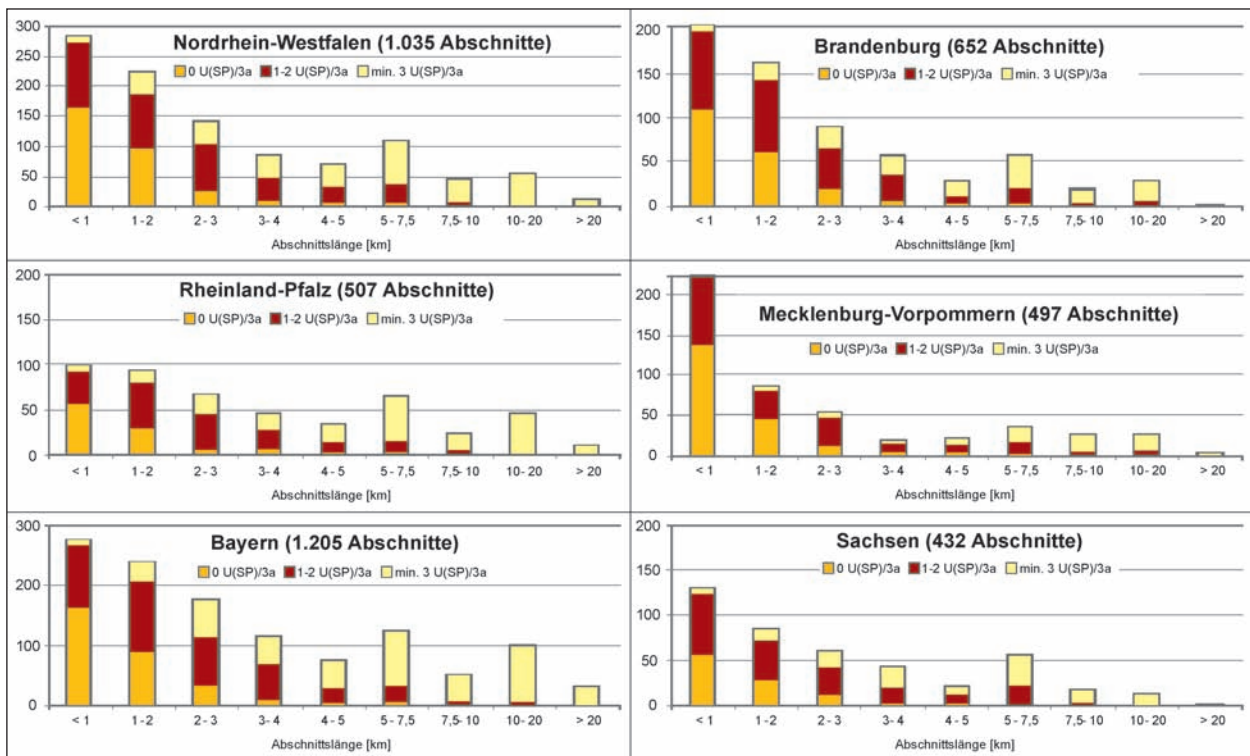 Nordrhein-Westfalen (1.035 Abschnitte)
0 U(SP)/3a 1-2 U(SP)/3a min. 3 U(SP)/3a
300
250
200
150
100
50
0
< 1 1 - 2 2 - 3 3- 4 4 - 5 5 - 7,5 7,5- 10 10- 20 > 20
Abschnittslänge [km]
Brandenburg (652 Abschnitte)
0 U(SP)/3a 1-2 U(SP)/3a min. 3 U(SP)/3a
200
150
100
50
0
< 1 1 - 2 2 - 3 3- 4 4 - 5 5 - 7,5 7,5- 10 10- 20 > 20
Abschnittslänge [km]
Rheinland-Pfalz (507 Abschnitte)
0 U(SP)/3a 1-2 U(SP)/3a min. 3 U(SP)/3a
200
150
100
50
0
< 1 1 - 2 2 - 3 3- 4 4 - 5 5 - 7,5 7,5- 10 10- 20 > 20
Abschnittslänge [km]
Mecklenburg-Vorpommern (497 Abschnitte)
0 U(SP)/3a 1-2 U(SP)/3a min. 3 U(SP)/3a
200
150
100
50
0
< 1 1 - 2 2 - 3 3- 4 4 - 5 5 - 7,5 7,5- 10 10- 20 > 20
Abschnittslänge [km]
Bayern (1.205 Abschnitte)
0 U(SP)/3a 1-2 U(SP)/3a min. 3 U(SP)/3a
300
200
100
0
< 1 1 - 2 2 - 3 3- 4 4 - 5 5 - 7,5 7,5- 10 10- 20 > 20
Abschnittslänge [km]
Sachsen (432 Abschnitte)
0 U(SP)/3a 1-2 U(SP)/3a min. 3 U(SP)/3a
200
150
100
50
0
< 1 1 - 2 2 - 3 3- 4 4 - 5 5 - 7,5 7,5- 10 10- 20 > 20
Abschnittslänge [km]